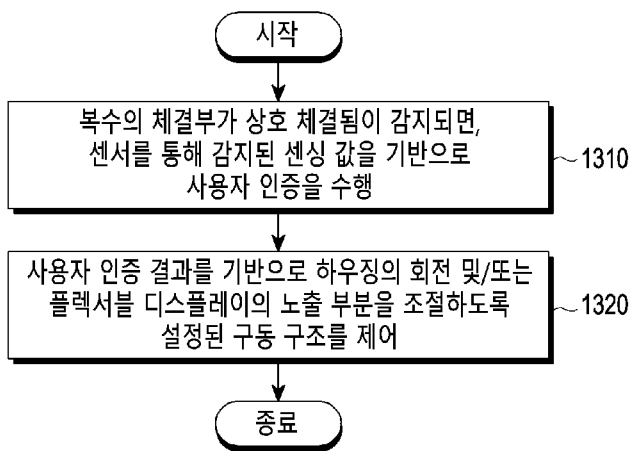 시작
복수의 체결부가 상호 체결됨이 감지되면,
센서를 통해 감지된 센싱 값을 기반으로
사용자 인증을 수행
1310
사용자 인증 결과를 기반으로 하우징의 회전 및/또는
플렉서블 디스플레이의 노출 부분을 조절하도록
설정된 구동 구조를 제어
1320
종료